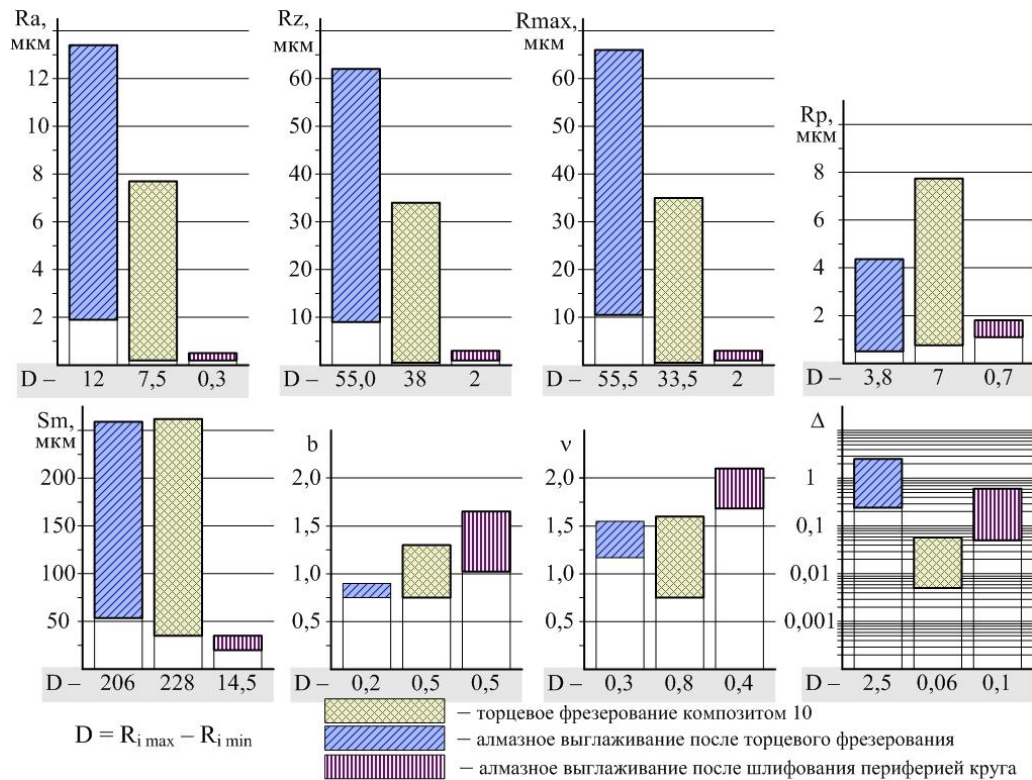 Ra, мкм
12
10
8
6
4
2
D – 12 7,5 0,3
Rz, мкм
60
50
40
30
20
10
D – 55,0 38 2
Rmax, мкм
60
50
40
30
20
10
D – 55,5 33,5 2
Rp, мкм
8
6
4
2
D – 3,8 7 0,7
Sm, мкм
200
150
100
50
D – 206 228 14,5
b
2,0
1,5
1,0
0,5
D – 0,2 0,5 0,5
ν
2,0
1,5
1,0
0,5
D – 0,3 0,8 0,4
Δ
1
0,1
0,01
0,001
D – 2,5 0,06 0,1
D = R i max – R i min
– торцевое фрезерование композитом 10
– алмазное выглаживание после торцевого фрезерования
– алмазное выглаживание после шлифования периферией круга